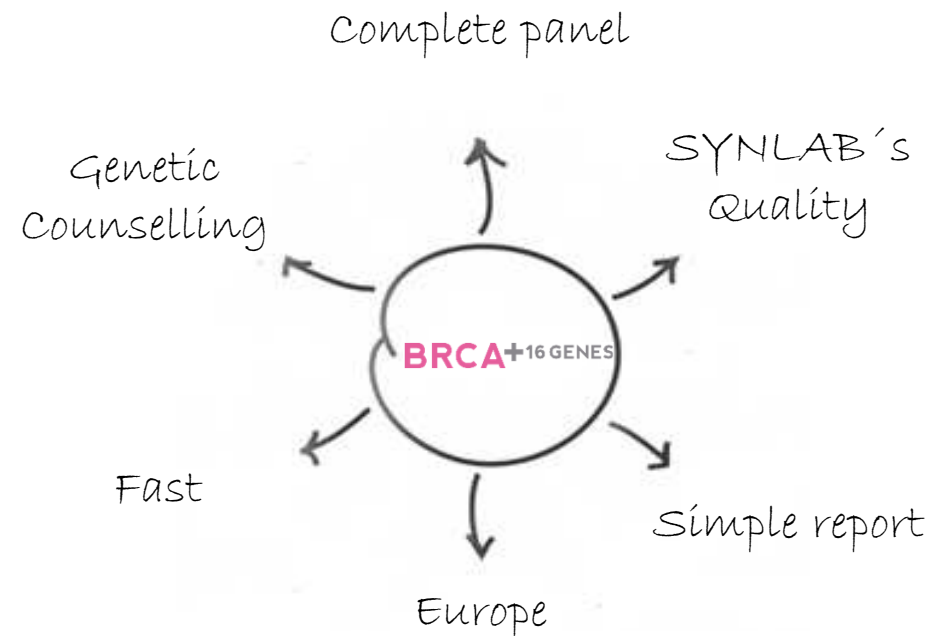 Complete panel
SYNLAB´s
Quality
Genetic
Counselling
BRCA+16 GENES
Fast
Simple report
Europe